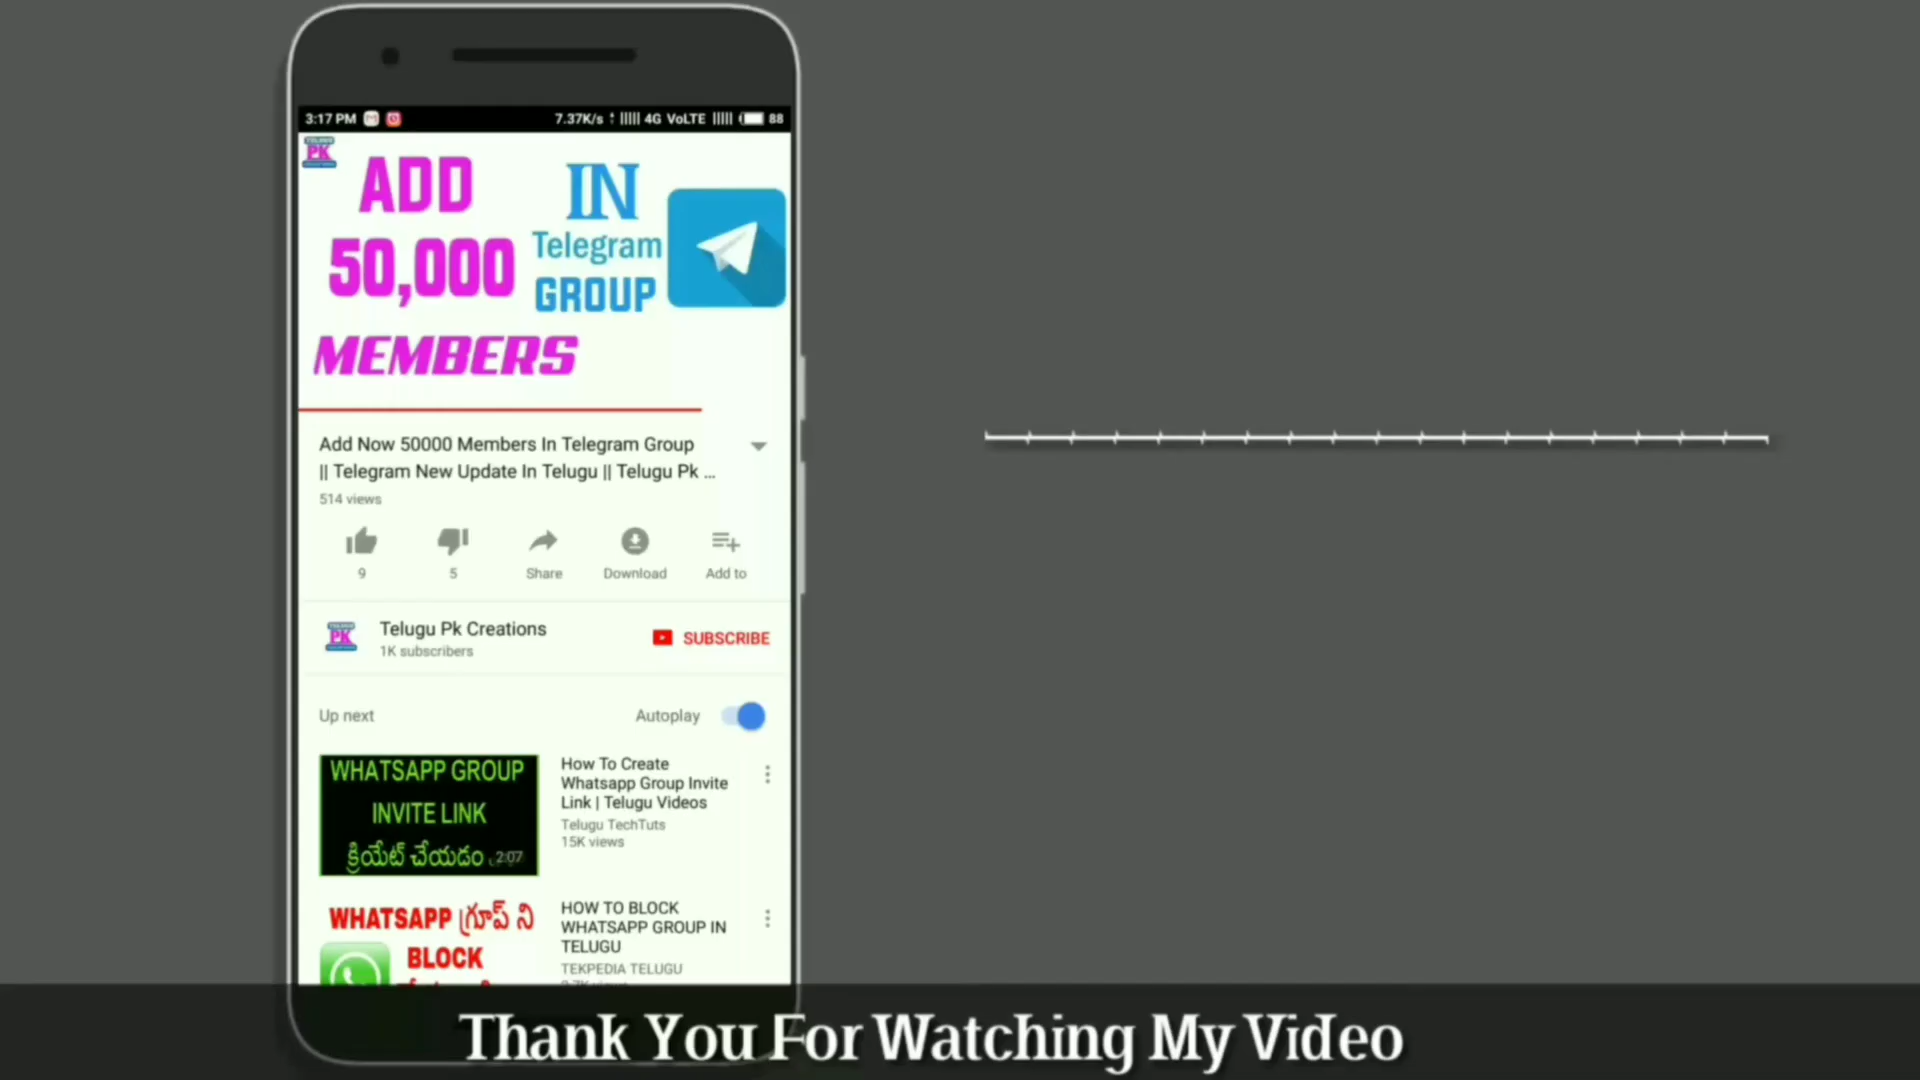 3:17 PM
7.37K/s 4G VoLTE 88
TELUGU
PK
ADD
50,000
MEMBERS
IN
Telegram
GROUP
Add Now 50000 Members In Telegram Group
|| Telegram New Update In Telugu || Telugu Pk ...
514 views
9
5
Share
Download
Add to
PK
Telugu Pk Creations
1K subscribers
SUBSCRIBE
Up next
Autoplay
WHATSAPP GROUP
INVITE LINK
క్రియేట్ చేయడం
2:07
How To Create
Whatsapp Group Invite
Link | Telugu Videos
Telugu TechTuts
15K views
WHATSAPP గ్రూప్ ని
BLOCK
HOW TO BLOCK
WHATSAPP GROUP IN
TELUGU
TEKPEDIA TELUGU
Thank You For Watching My Video